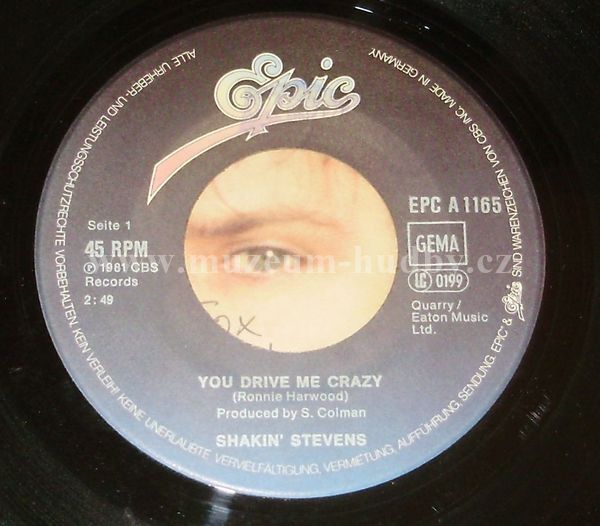 Epic
ALLE URHEBER- UND LEISTUNGSSCHUTZRECHTE VORBEHALTEN. KEIN VERLEIH! KEINE UNERLAUBTE VERVIELFÄLTIGUNG, VERMIETUNG, AUFFÜHRUNG, SENDUNG. EPIC' & Epic SIND WARENZEICHEN VON CBS INC. MADE IN GERMANY
Seite 1
45 RPM
℗ 1981 CBS
Records
2:49
EPC A 1165
GEMA
LC 0199
Quarry/
Eaton Music
Ltd.
www.muzeum-hudby.cz
YOU DRIVE ME CRAZY
(Ronnie Harwood)
Produced by S. Colman
SHAKIN' STEVENS